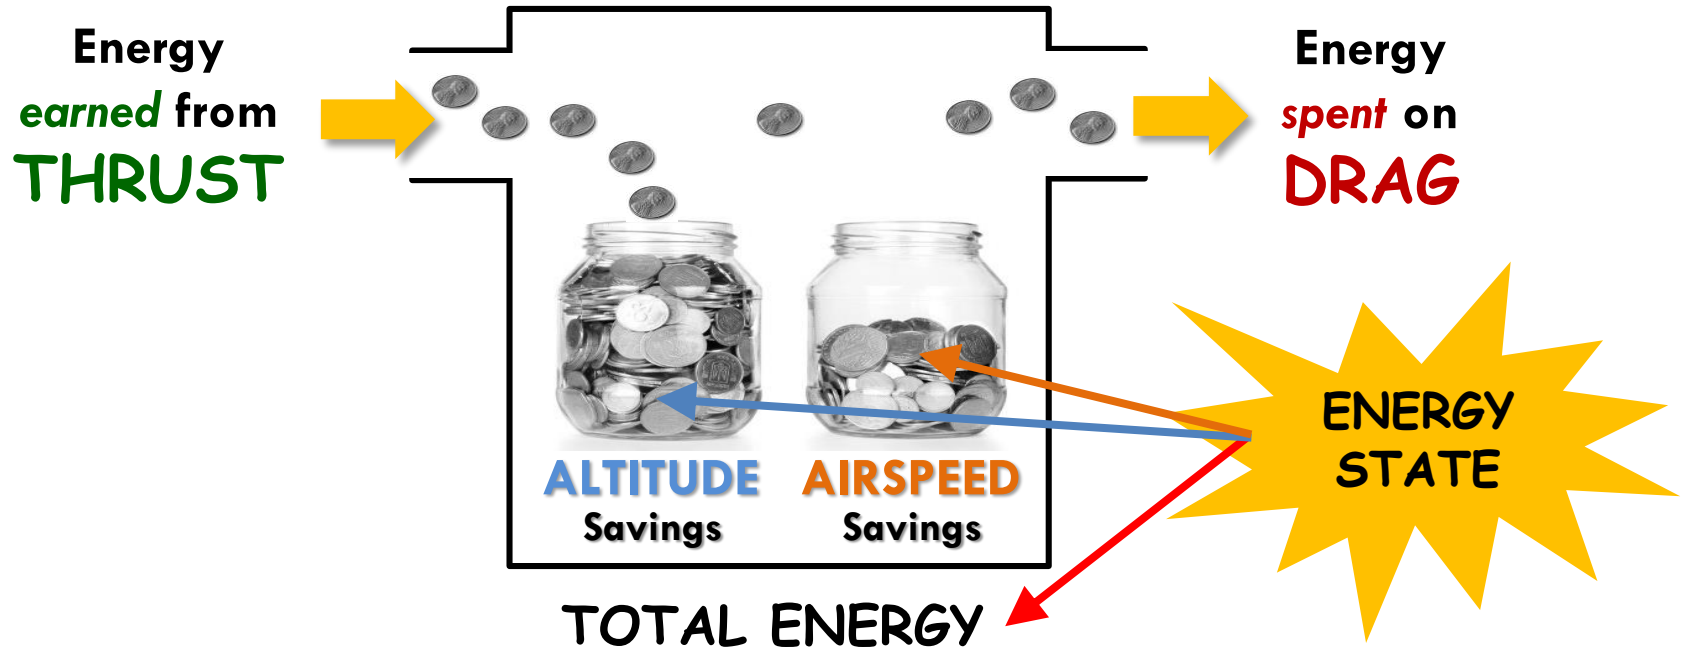 Energy
earned from
THRUST
Energy
spent on
DRAG
ALTITUDE
Savings
AIRSPEED
Savings
ENERGY
STATE
TOTAL ENERGY